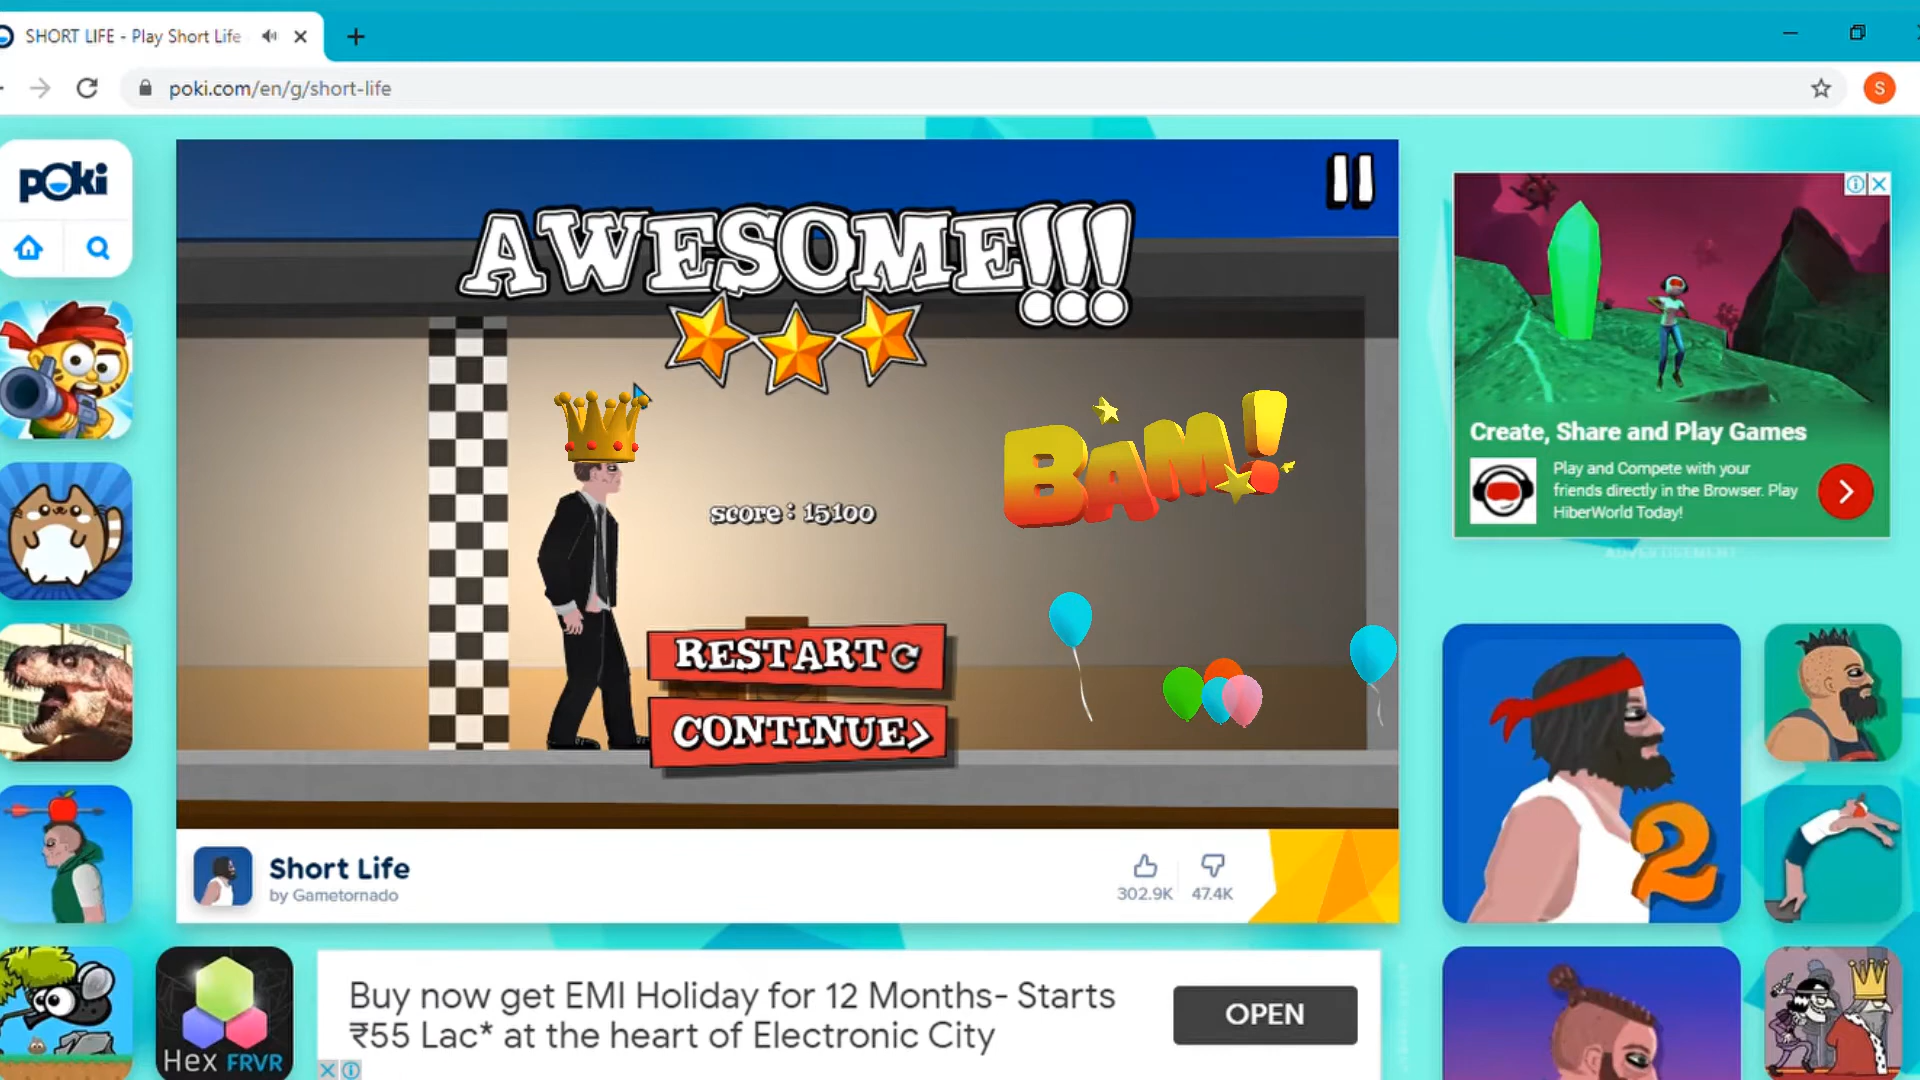 SHORT LIFE - Play Short Life
poki.com/en/g/short-life
S
poki
AWESOME!!!
BAM!
score : 15100
RESTART
CONTINUE>
Create, Share and Play Games
Play and Compete with your
friends directly in the Browser. Play
HiberWorld Today!
ADVERTISEMENT
2
Short Life
by Gametornado
302.9K
47.4K
Hex FRVR
Buy now get EMI Holiday for 12 Months- Starts
₹55 Lac* at the heart of Electronic City
OPEN